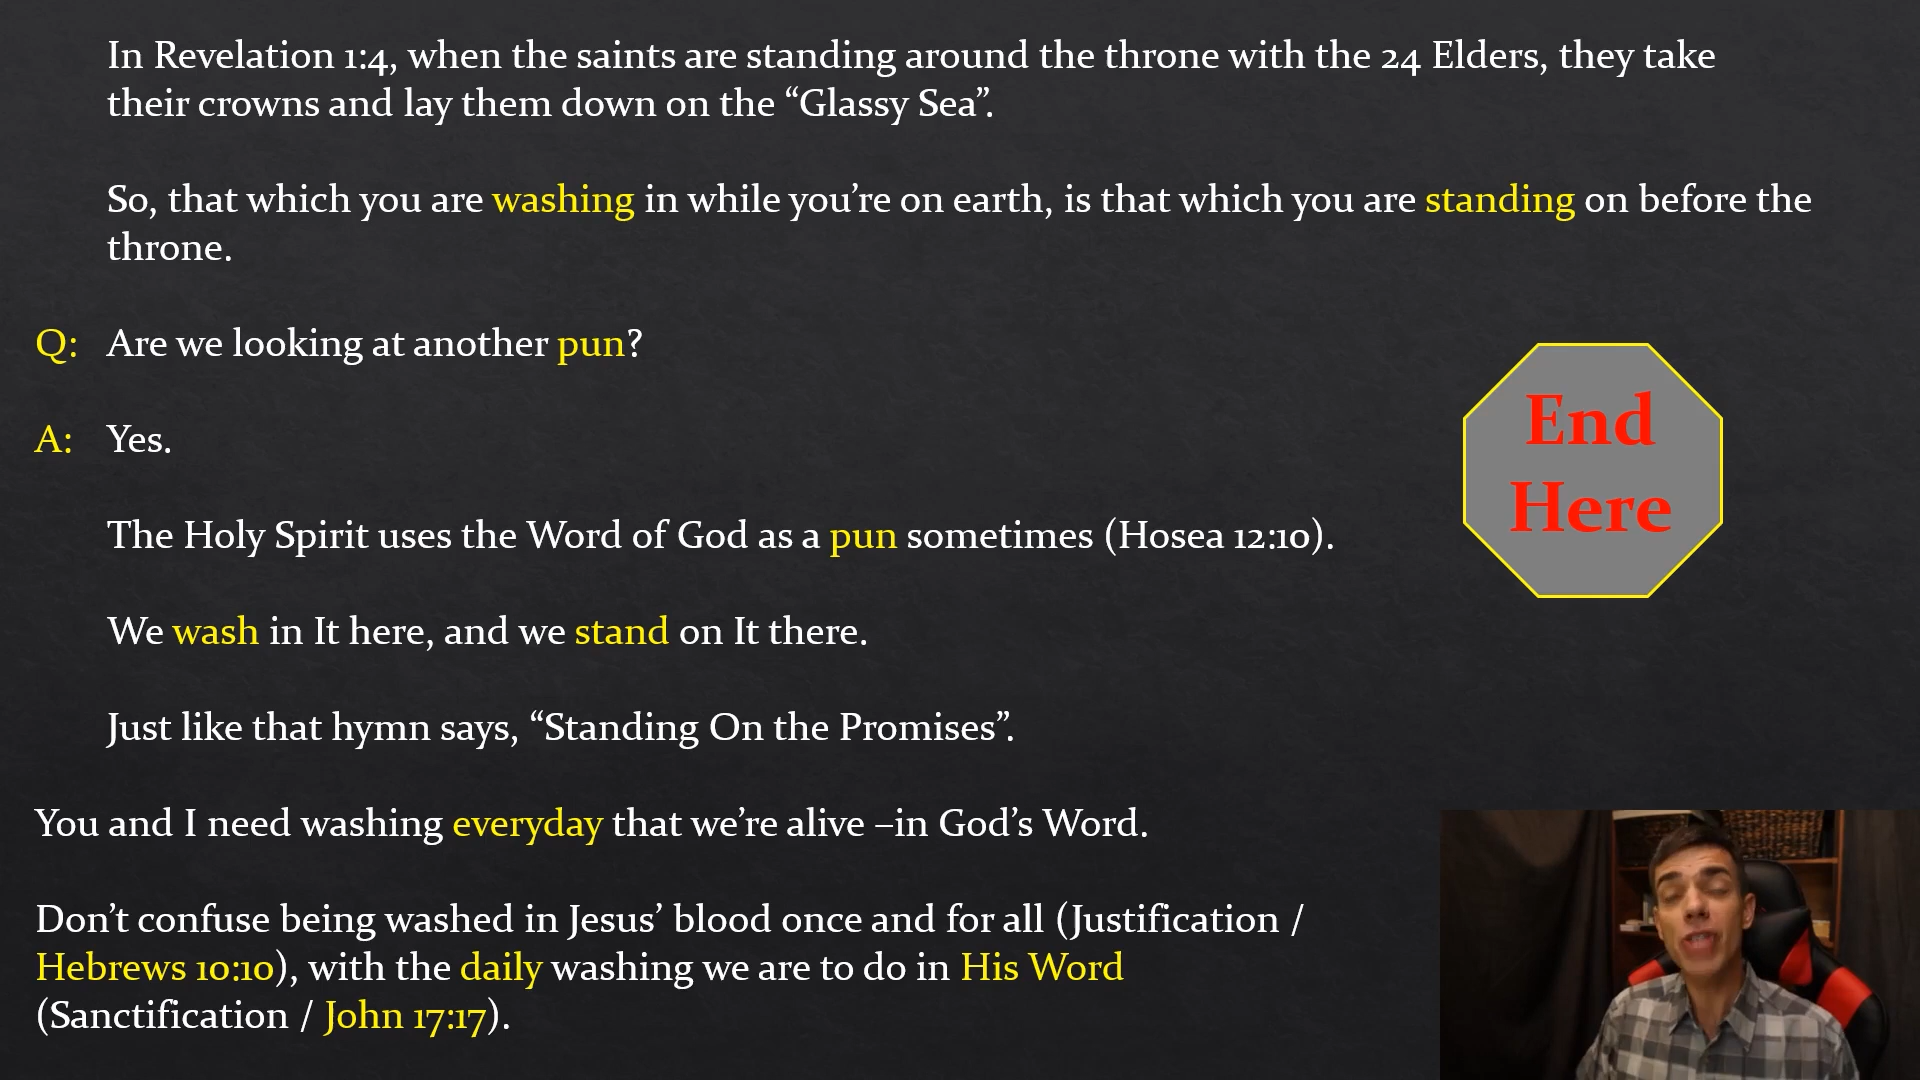 In Revelation 1:4, when the saints are standing around the throne with the 24 Elders, they take
their crowns and lay them down on the “Glassy Sea”.
So, that which you are washing in while you’re on earth, is that which you are standing on before the
throne.
Q: Are we looking at another pun?
A: Yes.
The Holy Spirit uses the Word of God as a pun sometimes (Hosea 12:10).
We wash in It here, and we stand on It there.
Just like that hymn says, “Standing On the Promises”.
You and I need washing everyday that we’re alive –in God’s Word.
Don’t confuse being washed in Jesus’ blood once and for all (Justification /
Hebrews 10:10), with the daily washing we are to do in His Word
(Sanctification / John 17:17).
End
Here